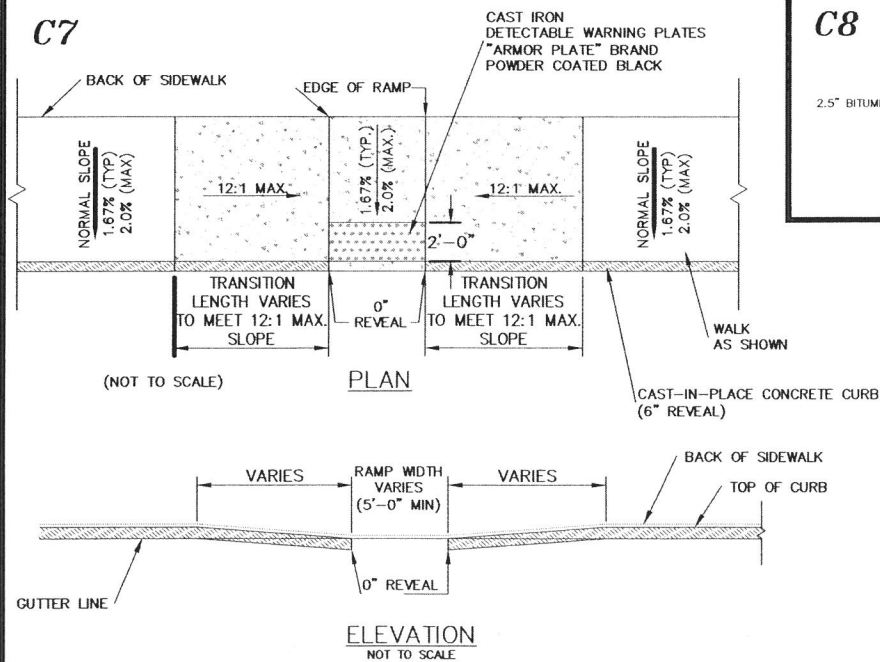 C7
C8
CAST IRON
DETECTABLE WARNING PLATES
"ARMOR PLATE" BRAND
POWDER COATED BLACK
BACK OF SIDEWALK
EDGE OF RAMP
NORMAL SLOPE
1.67% (TYP)
2.0% (MAX)
12:1 MAX.
1.67% (TYP.)
2.0% (MAX.)
12:1 MAX.
NORMAL SLOPE
1.67% (TYP)
2.0% (MAX)
2'-0"
TRANSITION
LENGTH VARIES
TO MEET 12:1 MAX.
SLOPE
0"
REVEAL
TRANSITION
LENGTH VARIES
TO MEET 12:1 MAX.
SLOPE
WALK
AS SHOWN
(NOT TO SCALE)
PLAN
CAST-IN-PLACE CONCRETE CURB
(6" REVEAL)
VARIES
RAMP WIDTH
VARIES
(5'-0" MIN)
VARIES
BACK OF SIDEWALK
TOP OF CURB
0" REVEAL
GUTTER LINE
ELEVATION
NOT TO SCALE
2.5"